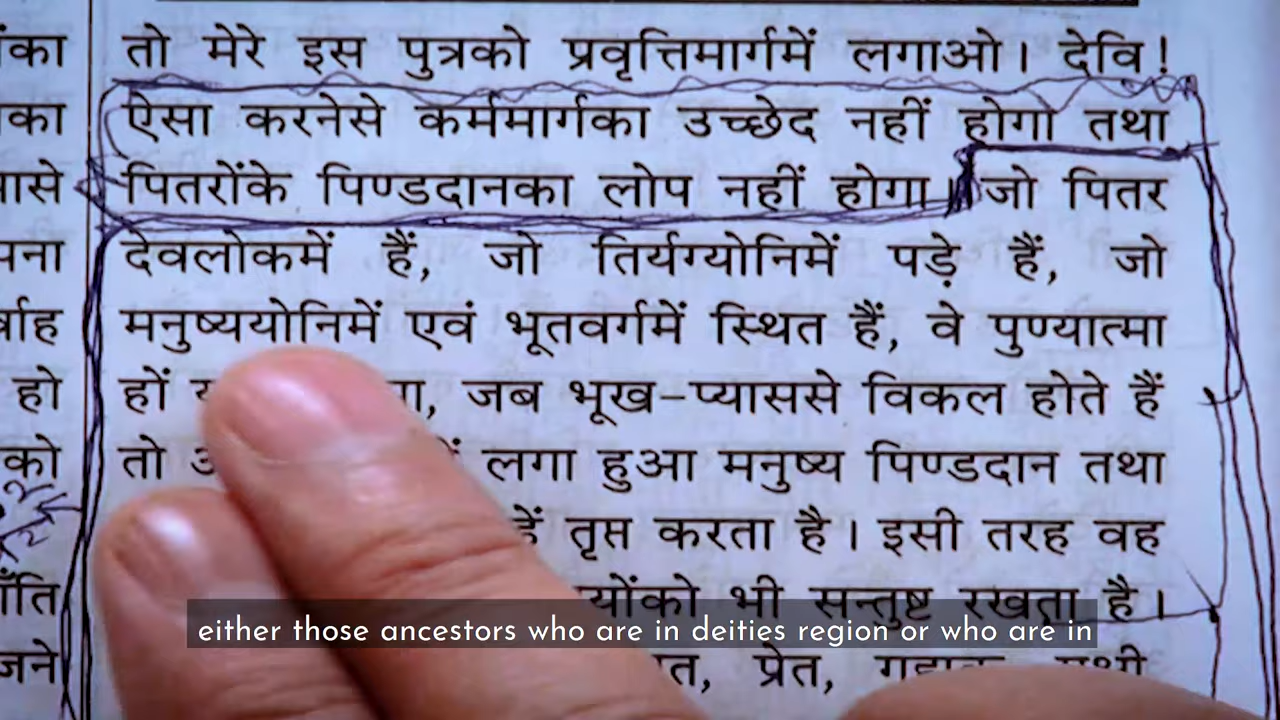 तो मेरे इस पुत्रको प्रवृत्तिमार्गमें लगाओ। देवि!
ऐसा करनेसे कर्ममार्गका उच्छेद नहीं होगा तथा
पितरोंके पिण्डदानका लोप नहीं होगा। जो पितर
देवलोकमें हैं, जो तिर्यग्योनिमें पड़े हैं, जो
मनुष्ययोनिमें एवं भूतवर्गमें स्थित हैं, वे पुण्यात्मा
हों जब भूख-प्याससे विकल होते हैं
तो लगा हुआ मनुष्य पिण्डदान तथा
तृप्त करता है। इसी तरह वह
भी सन्तुष्ट रखता है।
either those ancestors who are in deities region or who are in
प्रेत,